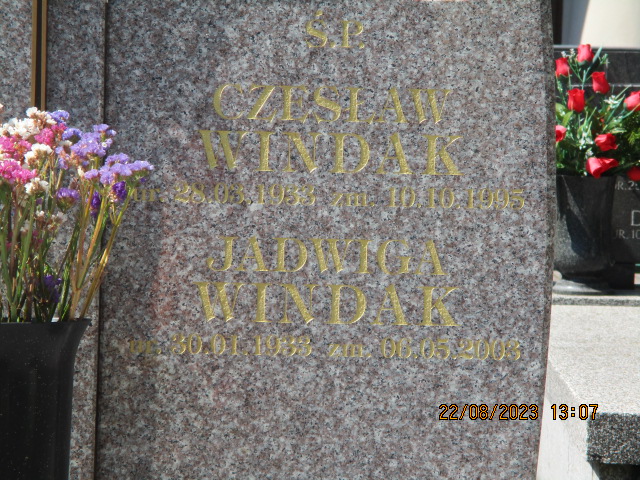 Ś.P.
CZESŁAW
WINDAK
ur. 28.03.1933 zm. 10.10.1995
JADWIGA
WINDAK
ur. 30.01.1933 zm. 06.05.2003
22/08/2023 13:07